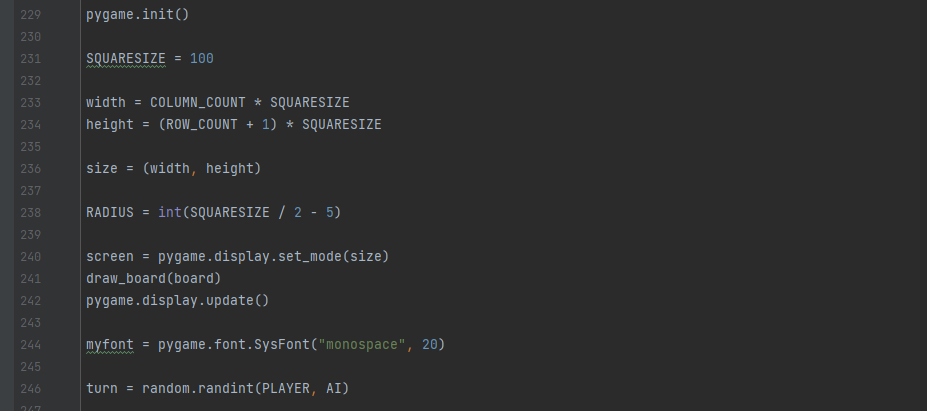 229 pygame.init()
230
231 SQUARESIZE = 100
232
233 width = COLUMN_COUNT * SQUARESIZE
234 height = (ROW_COUNT + 1) * SQUARESIZE
235
236 size = (width, height)
237
238 RADIUS = int(SQUARESIZE / 2 - 5)
239
240 screen = pygame.display.set_mode(size)
241 draw_board(board)
242 pygame.display.update()
243
244 myfont = pygame.font.SysFont("monospace", 20)
245
246 turn = random.randint(PLAYER, AI)
247